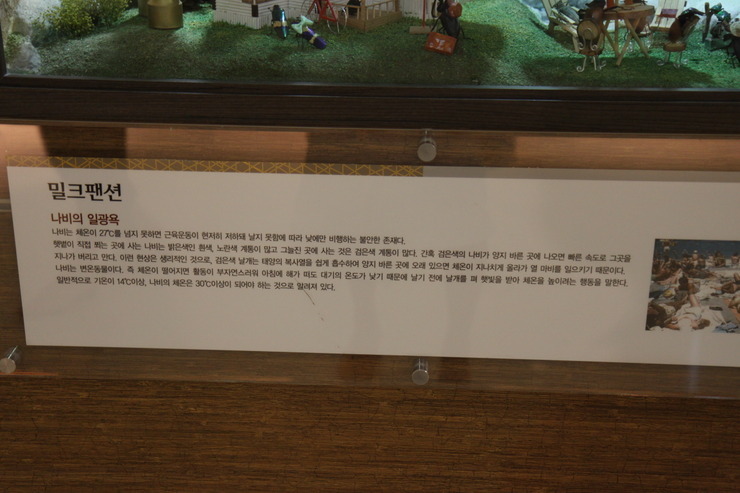 밀크팬션
나비의 일광욕
나비는 체온이 27℃를 넘지 못하면 근육운동이 현저히 저하돼 날지 못함에 따라 낮에만 비행하는 불안한 존재다.
햇볕이 직접 쬐는 곳에 사는 나비는 밝은색인 흰색, 노란색 계통이 많고 그늘진 곳에 사는 것은 검은색 계통이 많다. 간혹 검은색의 나비가 양지 바른 곳에 나오면 빠른 속도로 그곳을
지나가 버리고 만다. 이런 현상은 생리적인 것으로, 검은색 날개는 태양의 복사열을 쉽게 흡수하여 양지 바른 곳에 오래 있으면 체온이 지나치게 올라가 열 마비를 일으키기 때문이다.
나비는 변온동물이다. 즉 체온이 떨어지면 활동이 부자연스러워 아침에 해가 떠도 대기의 온도가 낮기 때문에 날기 전에 날개를 펴 햇빛을 받아 체온을 높이려는 행동을 말한다.
일반적으로 기온이 14℃이상, 나비의 체온은 30℃이상이 되어야 하는 것으로 알려져 있다.